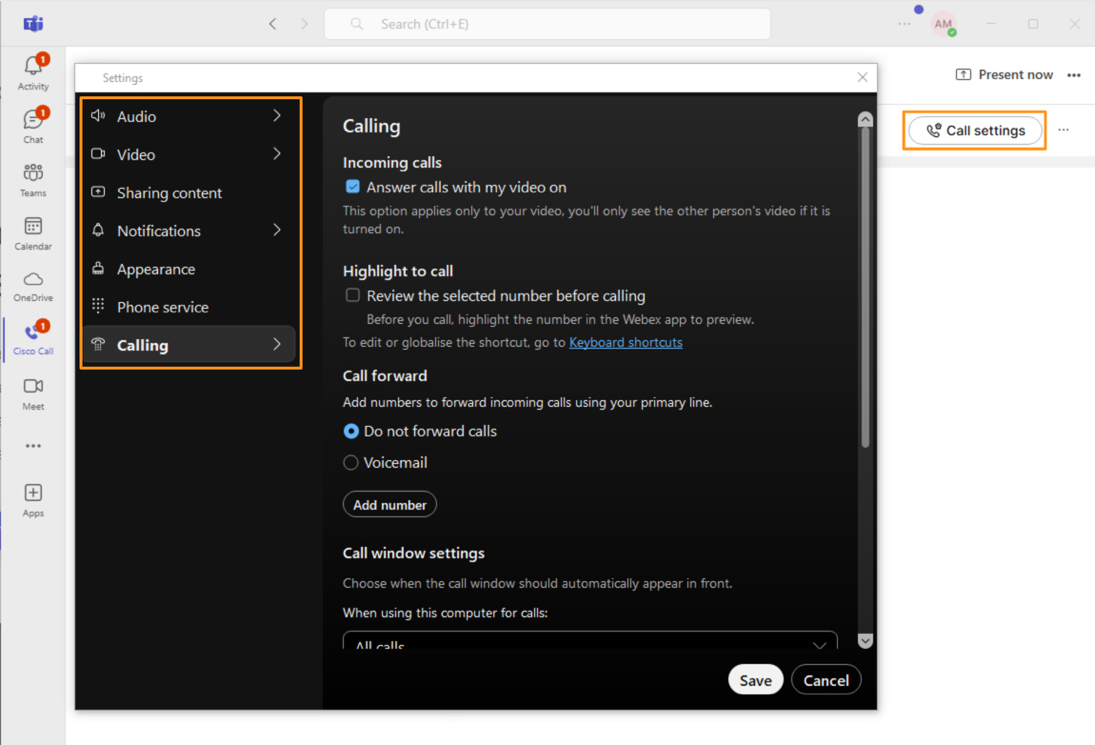 Search (Ctrl+E)
AM
Activity
1
Chat
1
Teams
Calendar
OneDrive
Cisco Call
1
Meet
Apps
Present now
Call settings
Settings
Audio
Video
Sharing content
Notifications
Appearance
Phone service
Calling
Calling
Incoming calls
Answer calls with my video on
This option applies only to your video, you'll only see the other person's video if it is
turned on.
Highlight to call
Review the selected number before calling
Before you call, highlight the number in the Webex app to preview.
To edit or globalise the shortcut, go to Keyboard shortcuts
Call forward
Add numbers to forward incoming calls using your primary line.
Do not forward calls
Voicemail
Add number
Call window settings
Choose when the call window should automatically appear in front.
When using this computer for calls:
All calls
Save
Cancel